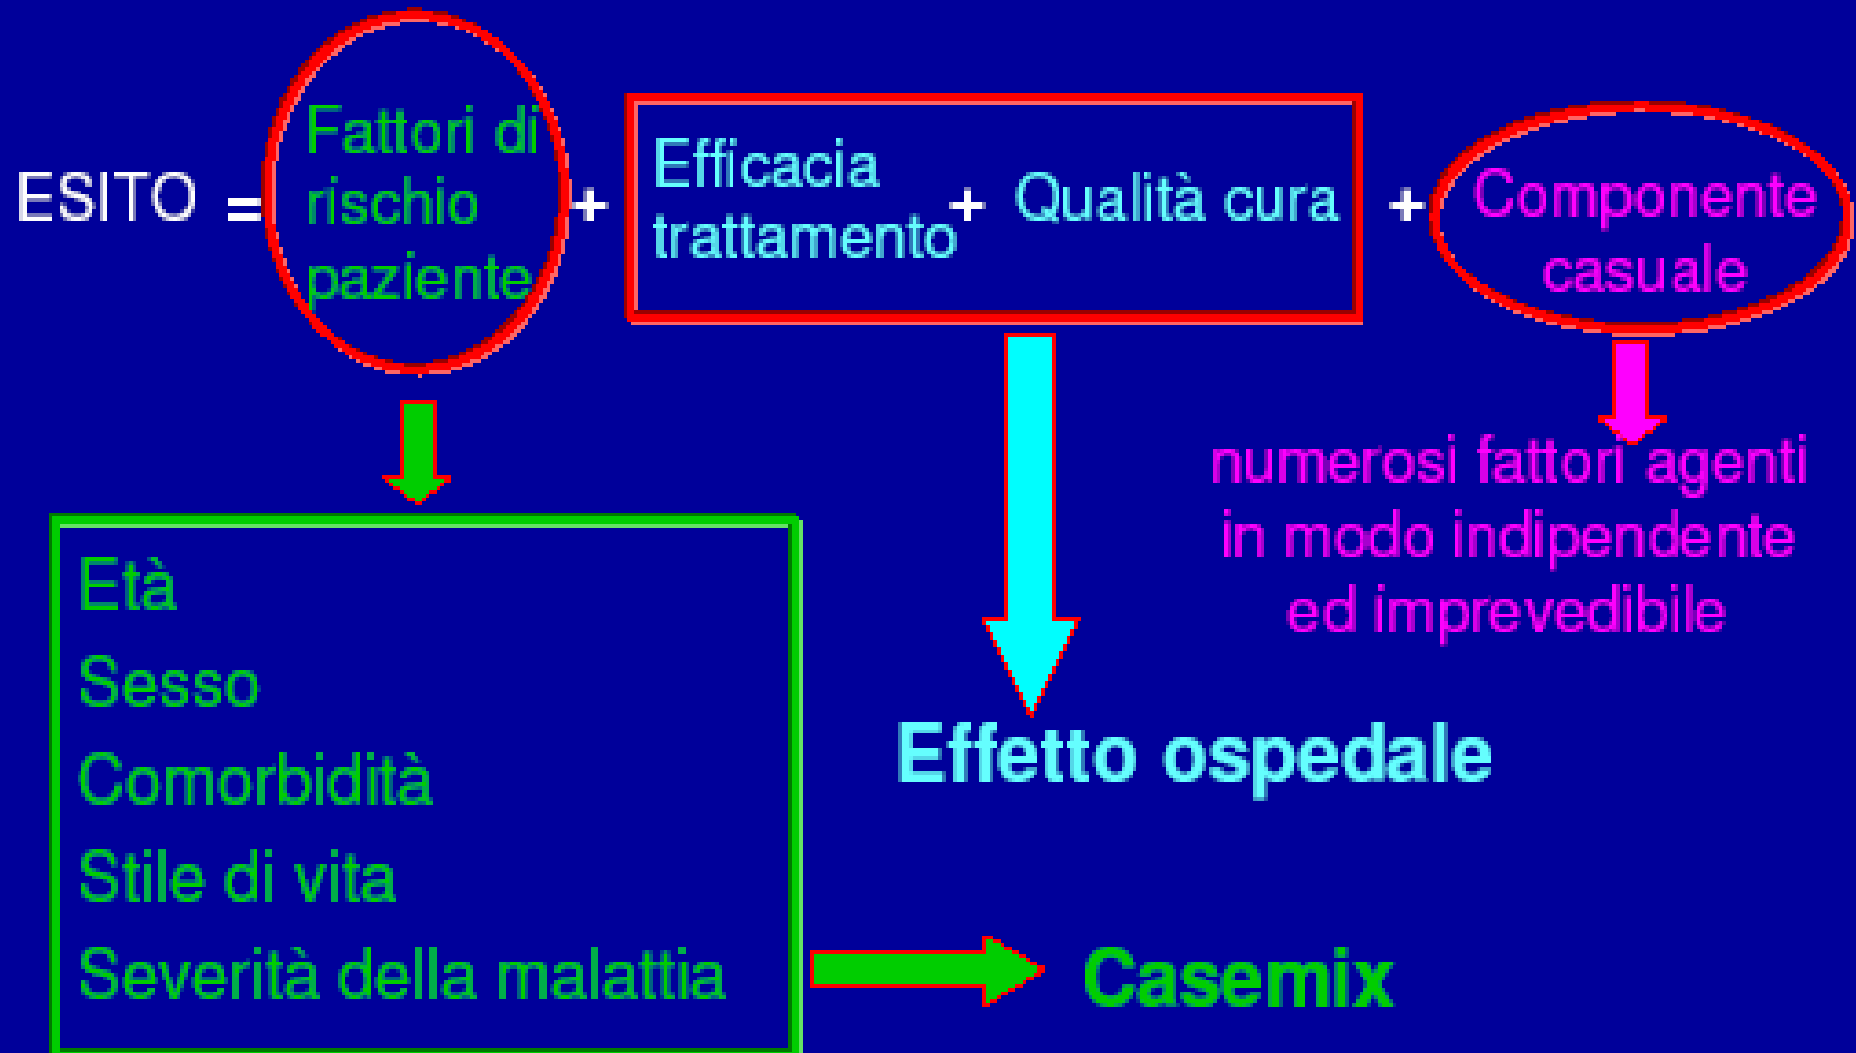 ESITO = Fattori di rischio paziente + Efficacia trattamento + Qualità cura + Componente casuale
numerosi fattori agenti
in modo indipendente
ed imprevedibile
Età
Sesso
Comorbidità
Stile di vita
Severità della malattia
Effetto ospedale
Casemix